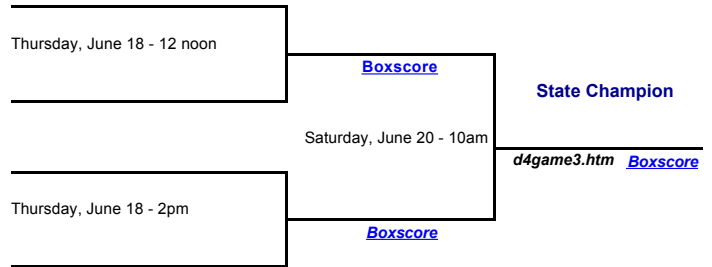 Thursday, June 18 - 12 noon
Boxscore
State Champion
Saturday, June 20 - 10am
d4game3.htm Boxscore
Thursday, June 18 - 2pm
Boxscore